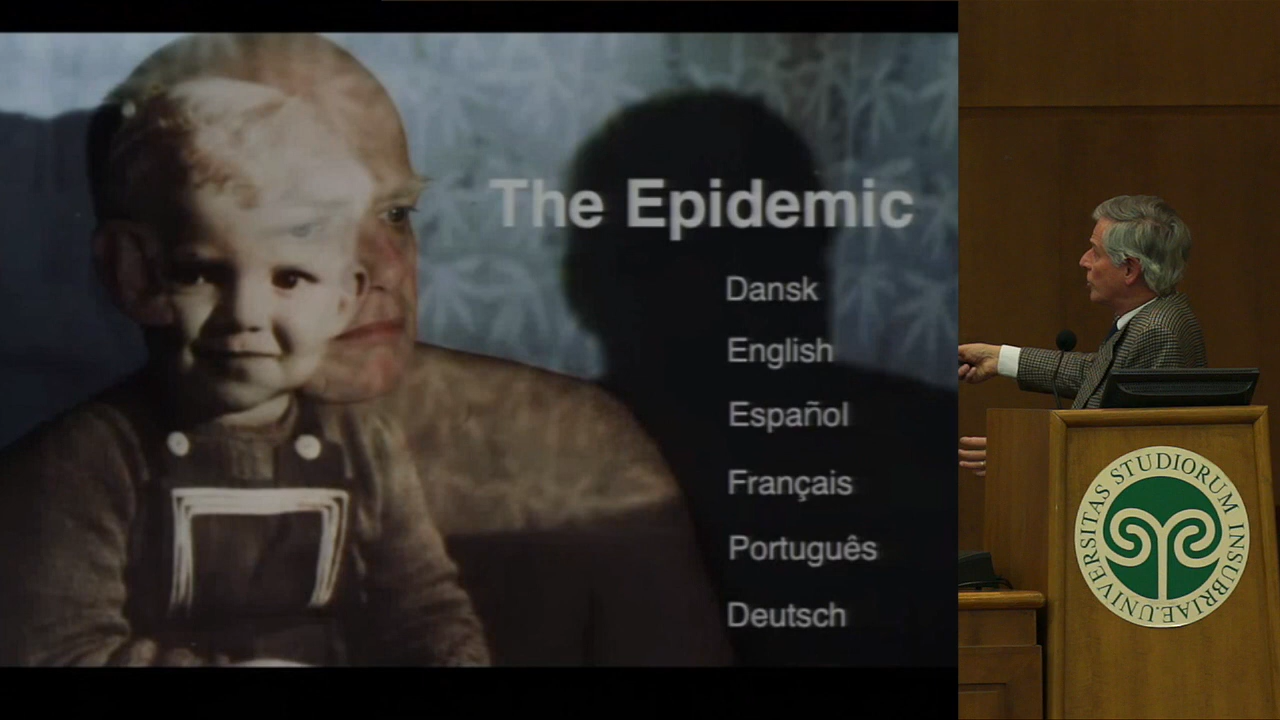 The Epidemic
Dansk
English
Español
Français
Português
Deutsch
UNIVERSITAS STUDIORUM INSUBRIAE